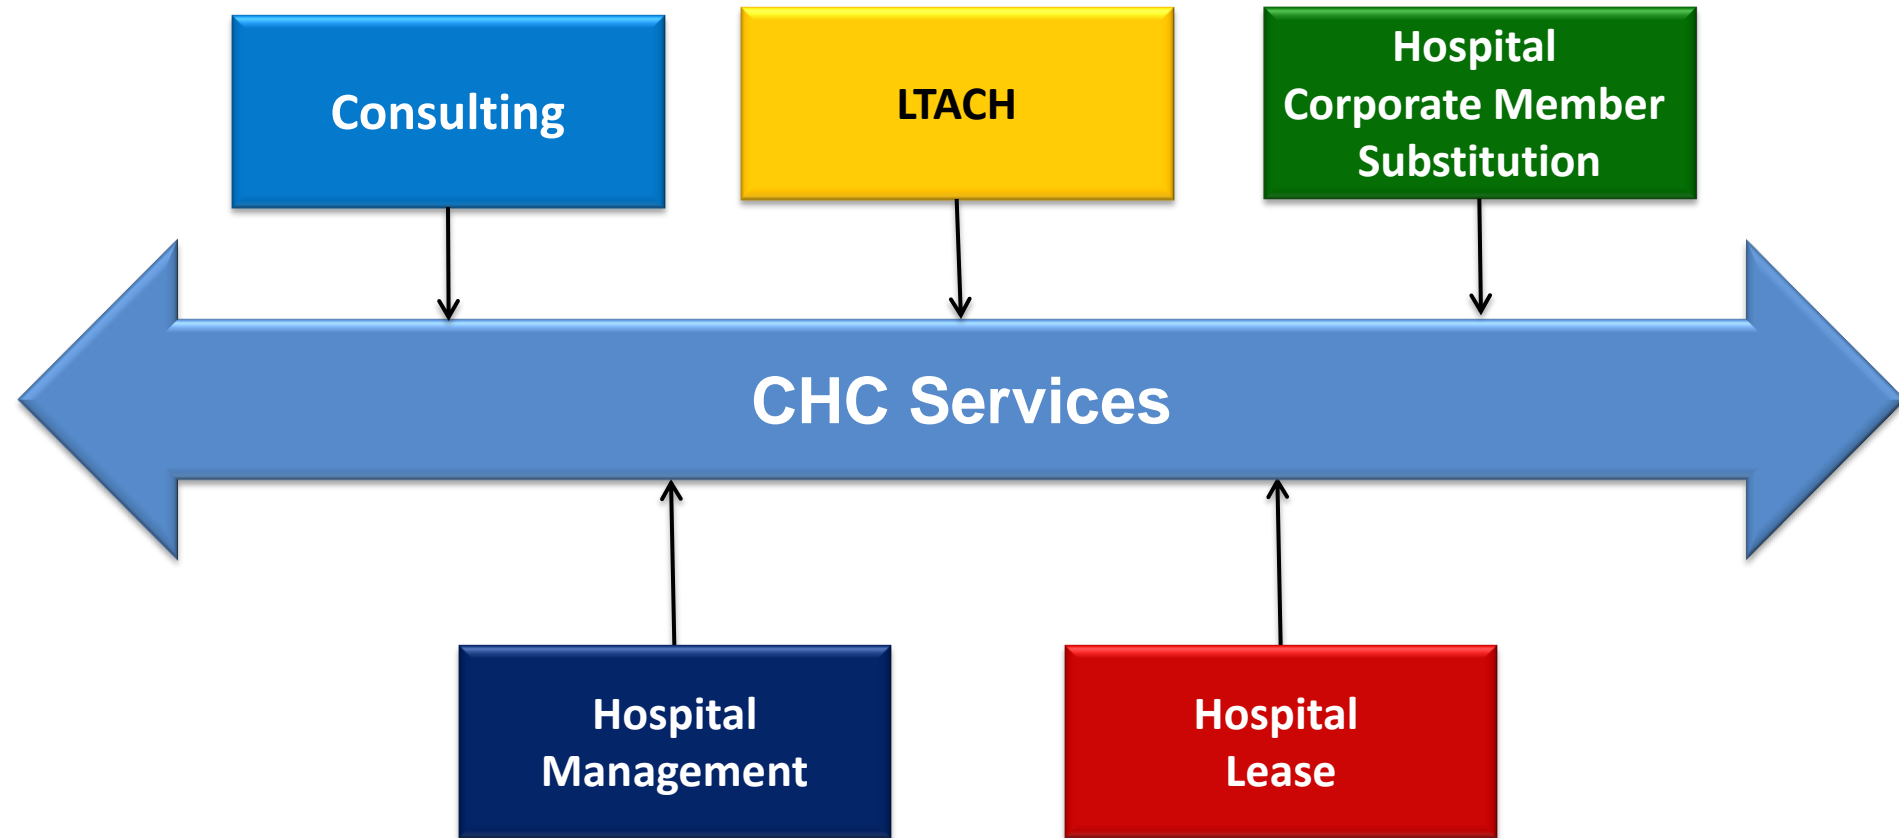 Consulting
LTACH
Hospital
Corporate Member
Substitution
CHC Services
Hospital
Management
Hospital
Lease